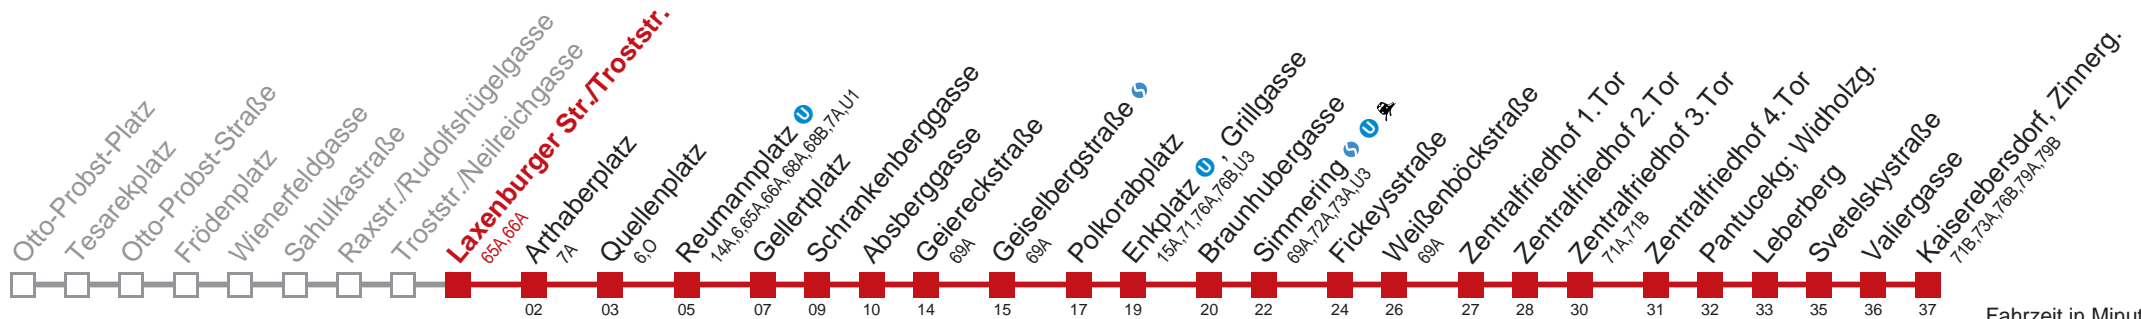 Otto-Probst-Platz
Tesarekplatz
Otto-Probst-Straße
Frödenplatz
Wienerfeldgasse
Sahulkastraße
Raxstr./Rudolfshügelgasse
Troststr./Neilreichgasse
Laxenburger Str./Troststr.
65A,66A
Arthaberplatz
7A
Quellenplatz
6,O
Reumannplatz U
14A,6,65A,66A,68A,68B,7A,U1
Gellertplatz
Schrankenberggasse
Absberggasse
Geiereckstraße
69A
Geiselbergstraße S
69A
Polkorabplatz
Enkplatz U , Grillgasse
15A,71,76A,76B,U3
Braunhubergasse
Simmering S U
69A,72A,73A,U3
Fickeysstraße
Weißenböckstraße
69A
Zentralfriedhof 1. Tor
Zentralfriedhof 2. Tor
Zentralfriedhof 3. Tor
71A,71B
Zentralfriedhof 4. Tor
Pantucekg; Widholzg.
Leberberg
Svetelskystraße
Valiergasse
Kaiserebersdorf, Zinnerg.
71B,73A,76B,79A,79B
02 03 05 07 09 10 14 15 17 19 20 22 24 26 27 28 30 31 32 33 35 36 37
Fahrzeit in Minut